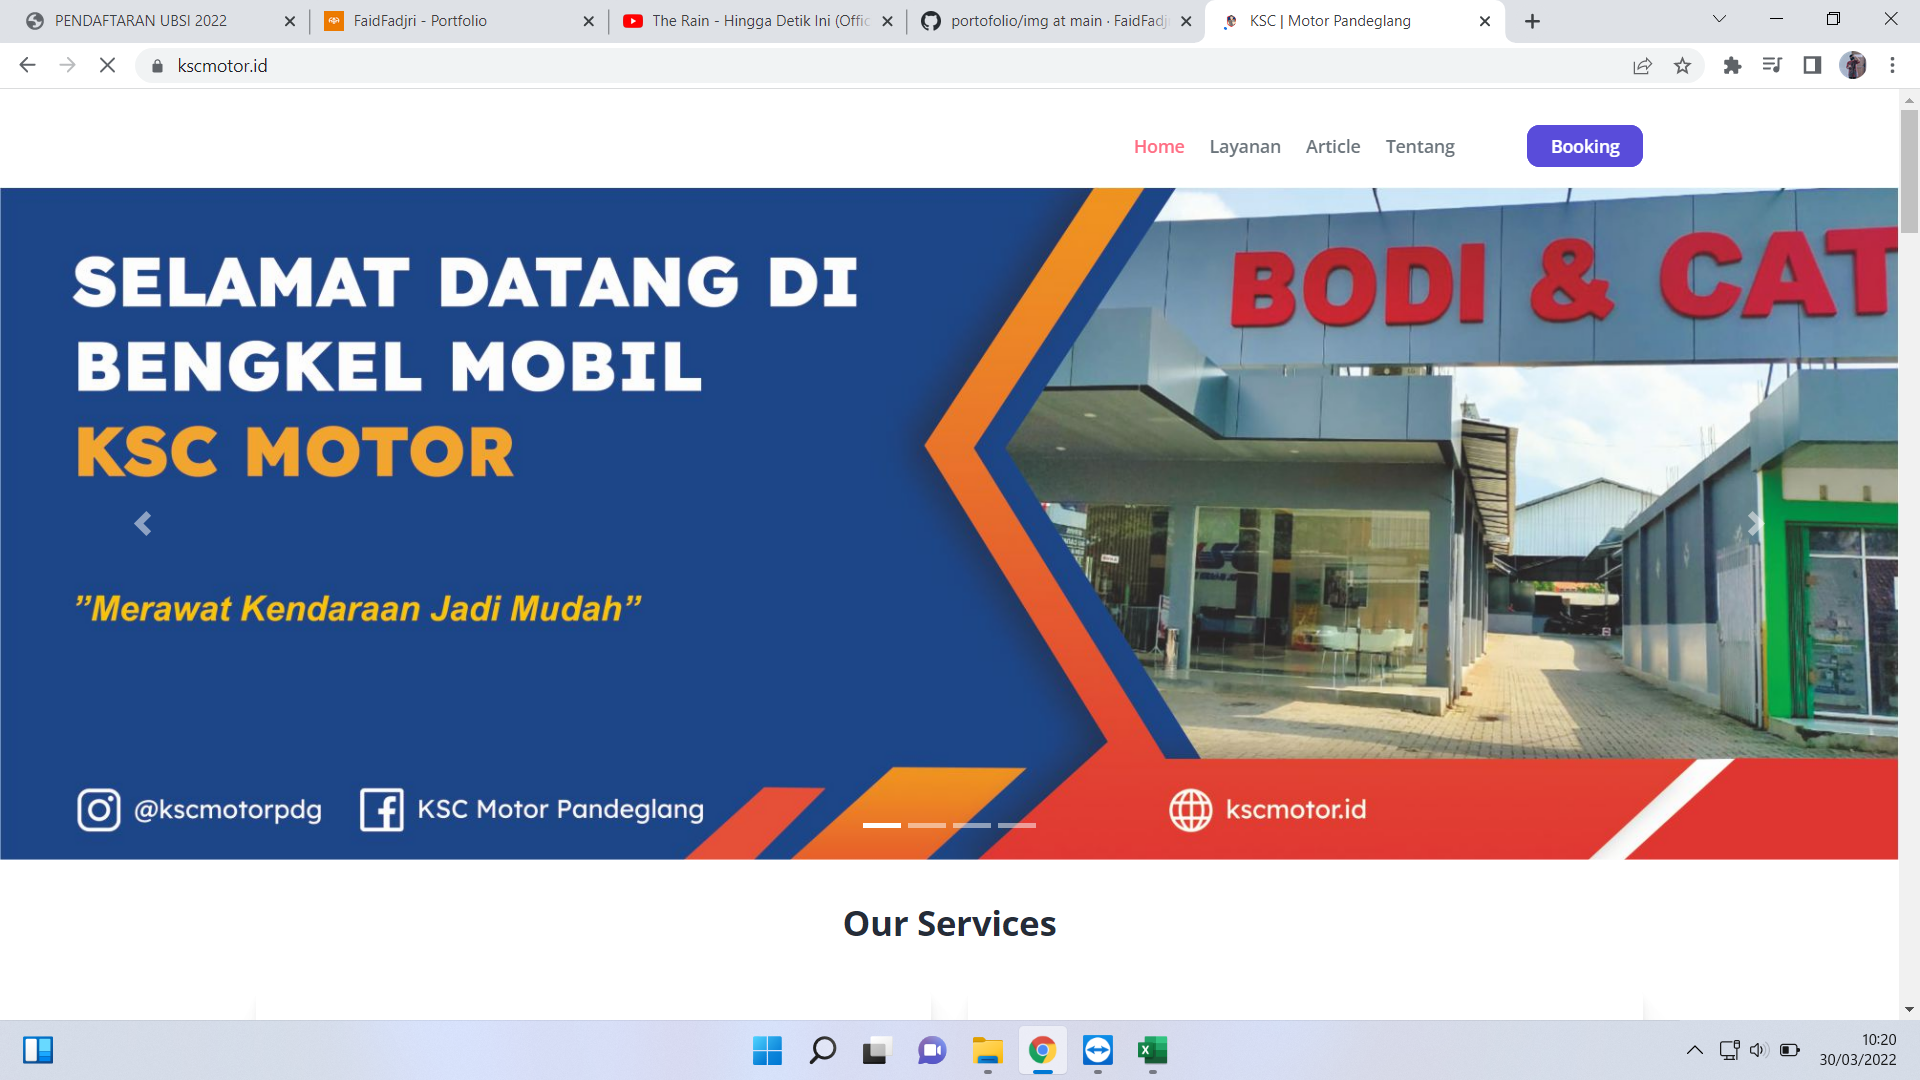 PENDAFTARAN UBSI 2022
FaidFadjri - Portfolio
The Rain - Hingga Detik Ini (Offic
portofolio/img at main · FaidFadjr
KSC | Motor Pandeglang
kscmotor.id
Home
Layanan
Article
Tentang
Booking
SELAMAT DATANG DI
BENGKEL MOBIL
KSC MOTOR
”Merawat Kendaraan Jadi Mudah”
BODI & CAT
@kscmotorpdg
KSC Motor Pandeglang
kscmotor.id
Our Services
10:20
30/03/2022